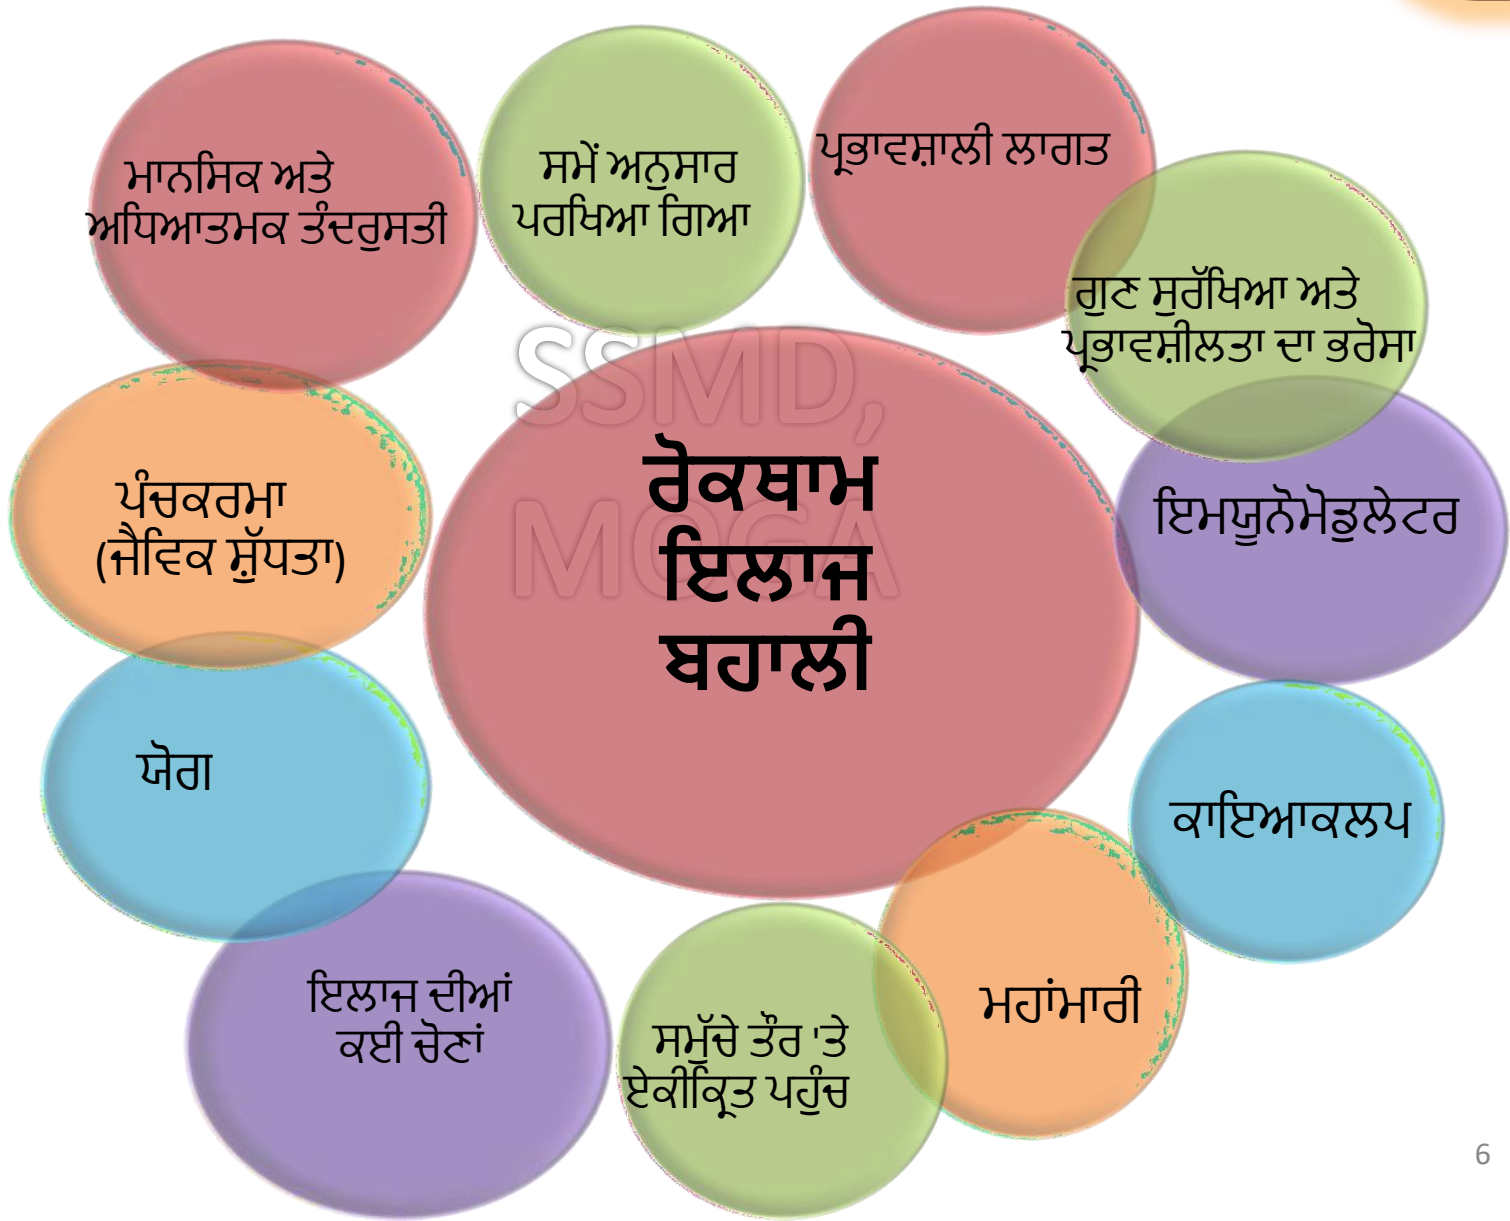 ਮਾਨਸਿਕ ਅਤੇ
ਅਧਿਆਤਮਕ ਤੰਦਰੁਸਤੀ
ਸਮੇਂ ਅਨੁਸਾਰ
ਪਰਖਿਆ ਗਿਆ
ਪ੍ਰਭਾਵਸ਼ਾਲੀ ਲਾਗਤ
ਗੁਣ ਸੁਰੱਖਿਆ ਅਤੇ
ਪ੍ਰਭਾਵਸ਼ੀਲਤਾ ਦਾ ਭਰੋਸਾ
SSMD,
MOGA
ਰੋਕਥਾਮ
ਇਲਾਜ
ਬਹਾਲੀ
ਪੰਚਕਰਮਾ
(ਜੈਵਿਕ ਸ਼ੁੱਧਤਾ)
ਇਮਯੂਨੋਮੋਡੁਲੇਟਰ
ਯੋਗ
ਕਾਇਆਕਲਪ
ਇਲਾਜ ਦੀਆਂ
ਕਈ ਚੋਣਾਂ
ਸਮੁੱਚੇ ਤੌਰ 'ਤੇ
ਏਕੀਕ੍ਰਿਤ ਪਹੁੰਚ
ਮਹਾਂਮਾਰੀ
6